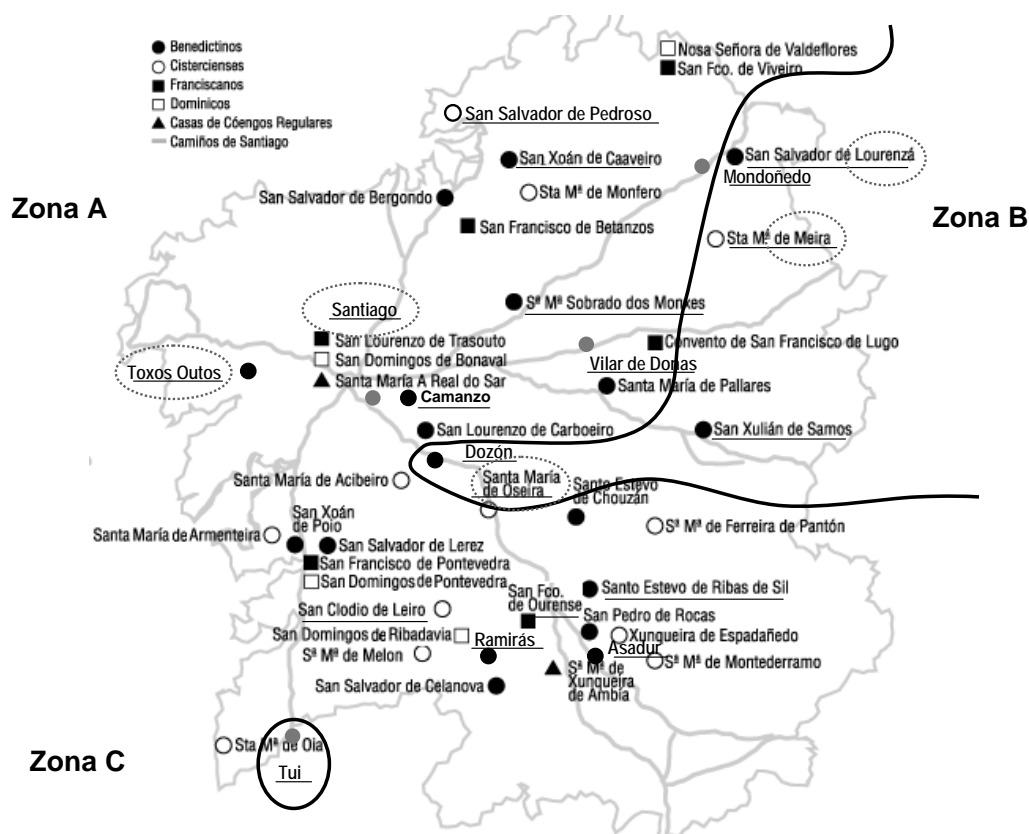 Benedictinos
Cistercienses
Franciscanos
Dominicos
Casas de Cóengos Regulares
Camiños de Santiago
Nosa Señora de Valdeflores
San Fco. de Viveiro
San Salvador de Pedroso
San Xoán de Caaveiro
San Salvador de Lourenzá
Mondoñedo
Sta Mª de Monfero
San Salvador de Bergondo
Zona A
Zona B
San Francisco de Betanzos
Sta Mª de Meira
Santiago
Sª Mª Sobrado dos Monxes
San Lourenzo de Trasouto
Convento de San Francisco de Lugo
San Domingos de Bonaval
Vilar de Donas
Toxos Outos
Santa María A Real do Sar
Santa María de Pallares
Camanzo
San Lourenzo de Carboeiro
San Xulián de Samos
Dozón
Santa María de Acibeiro
Santa María
de Oseira
Santo Estevo
de Chouzán
San Xoán
de Poio
Santa María de Armenteira
Sª Mª de Ferreira de Pantón
San Salvador de Lerez
San Francisco de Pontevedra
San Domingos de Pontevedra
Santo Estevo de Ribas de Sil
San Fco.
de Ourense
San Clodio de Leiro
San Pedro de Rocas
San Domingos de Ribadavia
Ramirás
Xungueira de Espadañedo
Asadur
Sª Mª de Melon
Sª Mª de Montederramo
Sª Mª de
Xunqueira
de Ambía
San Salvador de Celanova
Sta Mª de Oia
Zona C
Tui